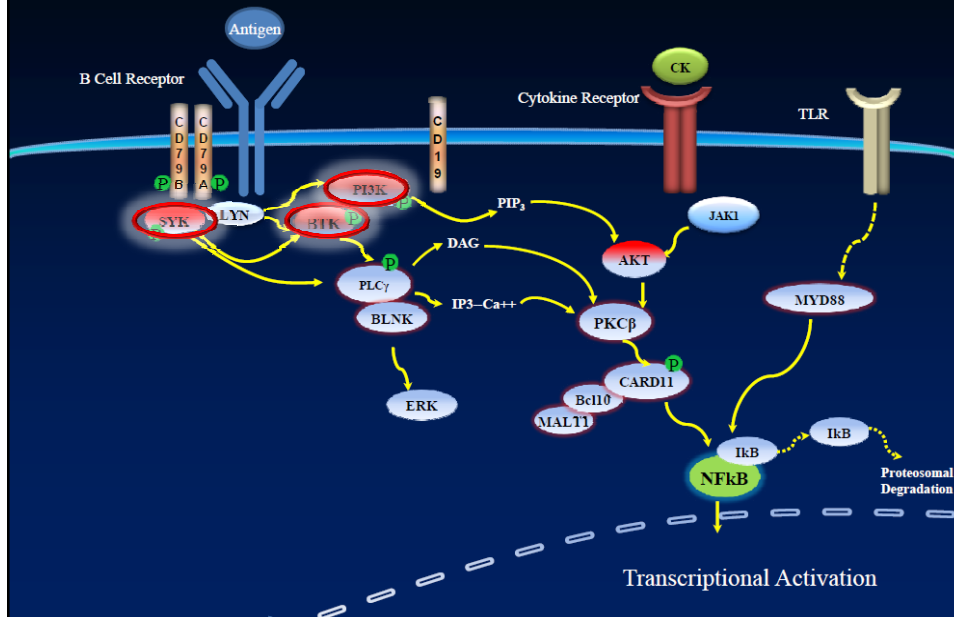 Antigen
B Cell Receptor
CK
Cytokine Receptor
TLR
CD79B
CD79A
CD19
P
P
SYK
P
LYN
PI3K
P
BTK
P
PIP3
JAK1
DAG
AKT
P
PLCγ
IP3–Ca++
BLNK
PKCβ
MYD88
P
CARD11
Bcl10
MALT1
ERK
IkB
IkB
NFkB
Proteosomal
Degradation
Transcriptional Activation